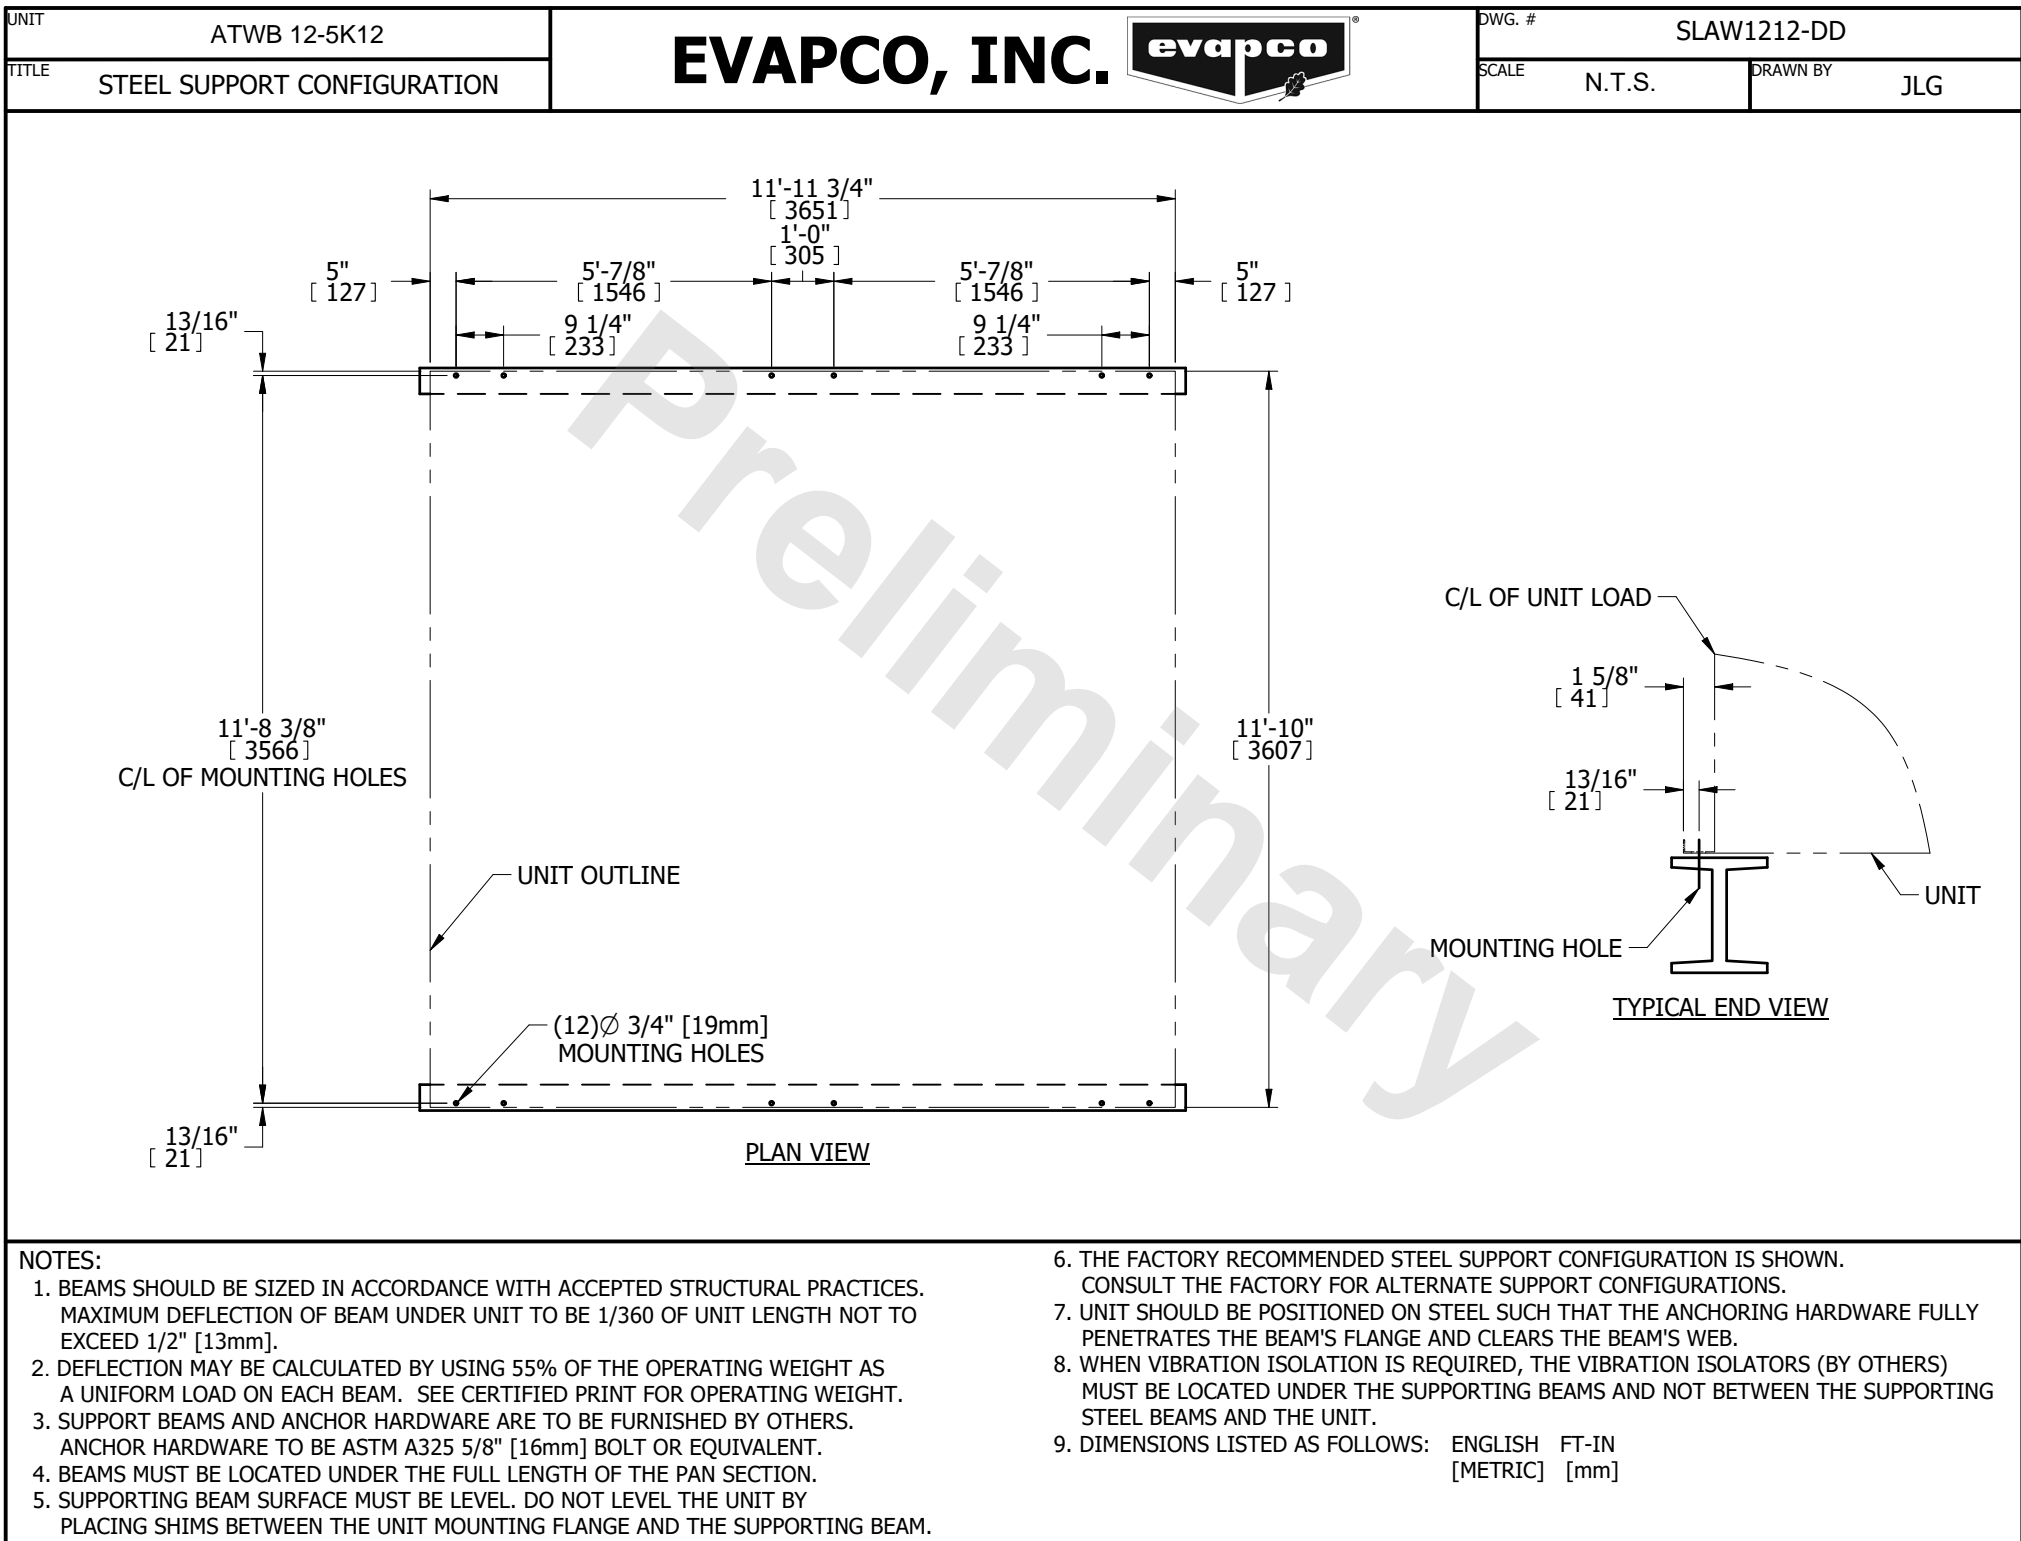 UNIT
ATWB 12-5K12
TITLE
STEEL SUPPORT CONFIGURATION
EVAPCO, INC.
evapco
®
DWG. #
SLAW1212-DD
SCALE
N.T.S.
DRAWN BY
JLG
11'-11 3/4"
[ 3651]
1'-0"
[ 305 ]
5"
[ 127]
5'-7/8"
[ 1546 ]
5'-7/8"
[ 1546 ]
5"
[ 127 ]
13/16"
[ 21]
9 1/4"
[ 233]
9 1/4"
[ 233 ]
Preliminary
11'-8 3/8"
[ 3566]
C/L OF MOUNTING HOLES
11'-10"
[ 3607]
UNIT OUTLINE
(12)∅ 3/4" [19mm]
MOUNTING HOLES
13/16"
[ 21]
PLAN VIEW
C/L OF UNIT LOAD
1 5/8"
[ 41]
13/16"
[ 21]
UNIT
MOUNTING HOLE
TYPICAL END VIEW
NOTES:
1. BEAMS SHOULD BE SIZED IN ACCORDANCE WITH ACCEPTED STRUCTURAL PRACTICES.
MAXIMUM DEFLECTION OF BEAM UNDER UNIT TO BE 1/360 OF UNIT LENGTH NOT TO
EXCEED 1/2" [13mm].
2. DEFLECTION MAY BE CALCULATED BY USING 55% OF THE OPERATING WEIGHT AS
A UNIFORM LOAD ON EACH BEAM.  SEE CERTIFIED PRINT FOR OPERATING WEIGHT.
3. SUPPORT BEAMS AND ANCHOR HARDWARE ARE TO BE FURNISHED BY OTHERS.
ANCHOR HARDWARE TO BE ASTM A325 5/8" [16mm] BOLT OR EQUIVALENT.
4. BEAMS MUST BE LOCATED UNDER THE FULL LENGTH OF THE PAN SECTION.
5. SUPPORTING BEAM SURFACE MUST BE LEVEL. DO NOT LEVEL THE UNIT BY
PLACING SHIMS BETWEEN THE UNIT MOUNTING FLANGE AND THE SUPPORTING BEAM.
6. THE FACTORY RECOMMENDED STEEL SUPPORT CONFIGURATION IS SHOWN.
CONSULT THE FACTORY FOR ALTERNATE SUPPORT CONFIGURATIONS.
7. UNIT SHOULD BE POSITIONED ON STEEL SUCH THAT THE ANCHORING HARDWARE FULLY
PENETRATES THE BEAM'S FLANGE AND CLEARS THE BEAM'S WEB.
8. WHEN VIBRATION ISOLATION IS REQUIRED, THE VIBRATION ISOLATORS (BY OTHERS)
MUST BE LOCATED UNDER THE SUPPORTING BEAMS AND NOT BETWEEN THE SUPPORTING
STEEL BEAMS AND THE UNIT.
9. DIMENSIONS LISTED AS FOLLOWS:   ENGLISH   FT-IN
[METRIC]   [mm]